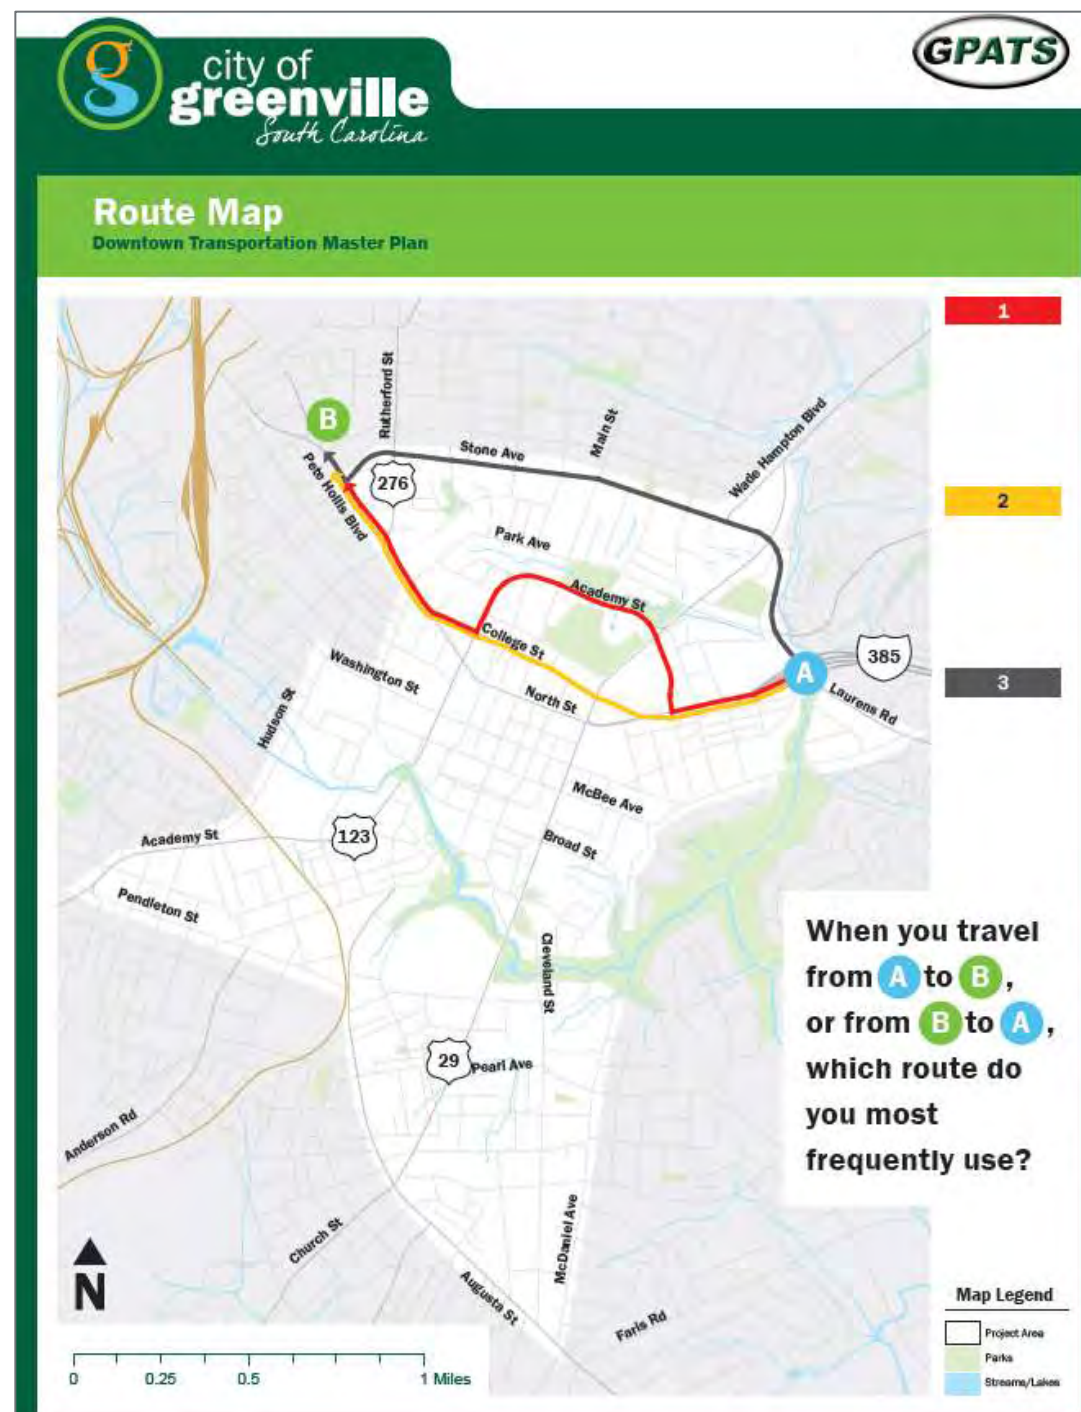 city of
greenville
South Carolina
GPATS
Route Map
Downtown Transportation Master Plan
1
2
3
B
Rutherford St
Stone Ave
Main St
Wade Hampton Blvd
276
Pete Hollis Blvd
Park Ave
Academy St
College St
385
A
Laurens Rd
Washington St
North St
Hudson St
McBee Ave
Broad St
123
Academy St
Pendleton St
Cleveland St
29
Pearl Ave
Anderson Rd
Church St
Augusta St
McDaniel Ave
Faris Rd
When you travel
from A to B,
or from B to A,
which route do
you most
frequently use?
N
0 0.25 0.5 1 Miles
Map Legend
Project Area
Parks
Streams/Lakes